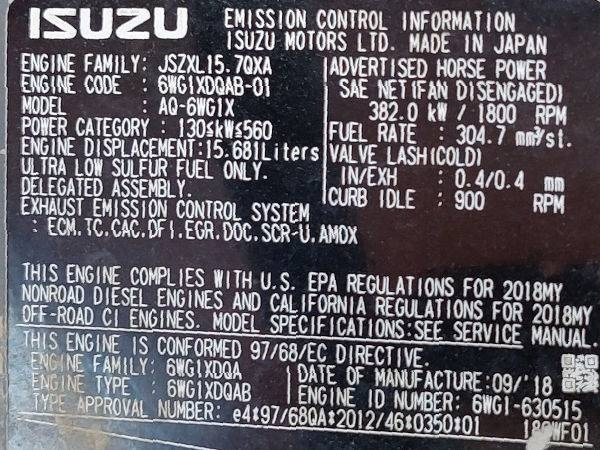 ISUZU
EMISSION CONTROL INFORMATION
ISUZU MOTORS LTD. MADE IN JAPAN
ENGINE FAMILY: JSZXL15.7QXA
ENGINE CODE : 6WG1XDQAB-01
MODEL : AQ-6WG1X
POWER CATEGORY : 130≤kW≤560
ENGINE DISPLACEMENT:15.681Liters
ULTRA LOW SULFUR FUEL ONLY.
DELEGATED ASSEMBLY.
EXHAUST EMISSION CONTROL SYSTEM
: ECM.TC.CAC.DFI.EGR.DOC.SCR-U.AMOX
ADVERTISED HORSE POWER
SAE NET(FAN DISENGAGED)
382.0 kW / 1800 RPM
FUEL RATE : 304.7 mm³/st.
VALVE LASH(COLD)
IN/EXH : 0.4/0.4 mm
CURB IDLE : 900 RPM
THIS ENGINE COMPLIES WITH U.S. EPA REGULATIONS FOR 2018MY
NONROAD DIESEL ENGINES AND CALIFORNIA REGULATIONS FOR 2018MY
OFF-ROAD CI ENGINES. MODEL SPECIFICATIONS:SEE SERVICE MANUAL.
THIS ENGINE IS CONFORMED 97/68/EC DIRECTIVE.
ENGINE FAMILY: 6WG1XDQA
ENGINE TYPE : 6WG1XDQAB
DATE OF MANUFACTURE:09/'18
ENGINE ID NUMBER: 6WG1-630515
TYPE APPROVAL NUMBER: e4*97/68QA*2012/46*0350*01